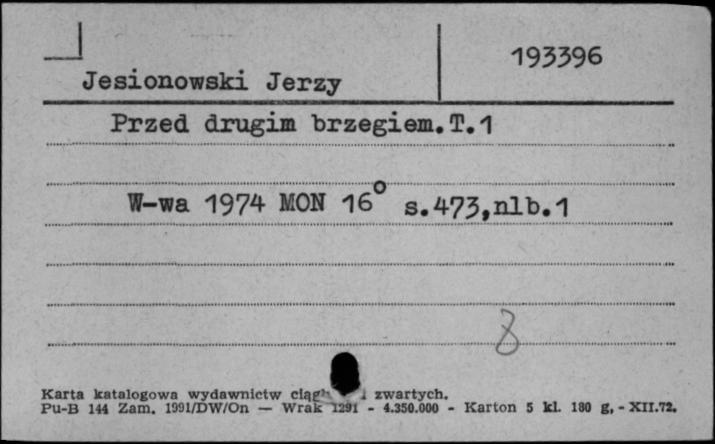 193396
Jesionowski Jerzy
Przed drugim brzegiem.T.1
W-wa 1974 MON 16° s.473,nlb.1
8
Karta katalogowa wydawnictw zwartych.
Pu-B 144 Zam. 1991/DW/On — Wrak 1291 - 4.350.000 - Karton 5 kl. 180 g, - XII.72.